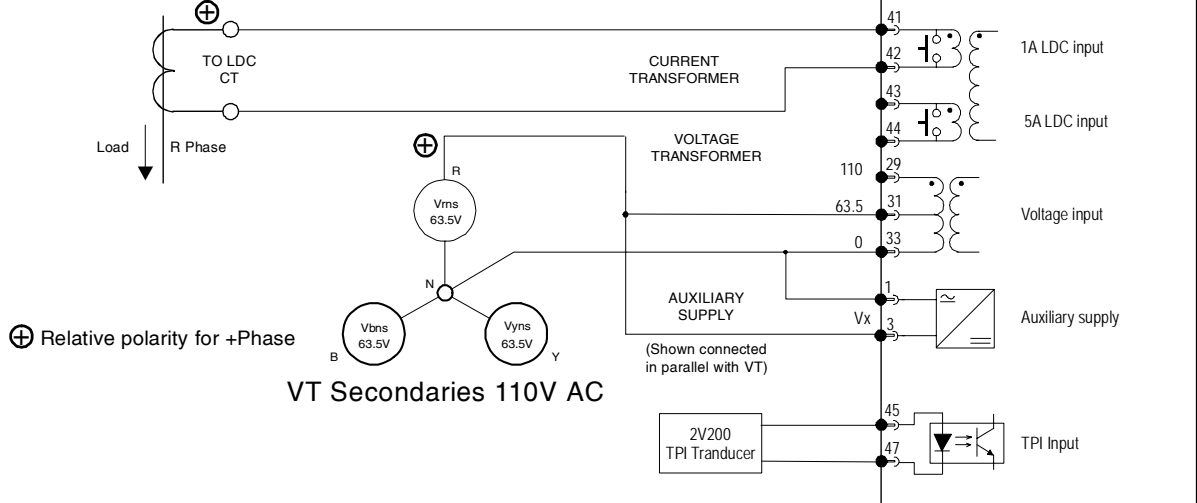 41
TO LDC
CT
CURRENT
TRANSFORMER
42
1A LDC input
43
44
5A LDC input
Load
R Phase
VOLTAGE
TRANSFORMER
R
Vrns
63.5V
110
29
63.5
31
Voltage input
0
33
N
AUXILIARY
SUPPLY
1
Vx
3
Auxiliary supply
(Shown connected
in parallel with VT)
Relative polarity for +Phase
Vbns
63.5V
B
Vyns
63.5V
Y
VT Secondaries 110V AC
2V200
TPI Tranducer
45
47
TPI Input